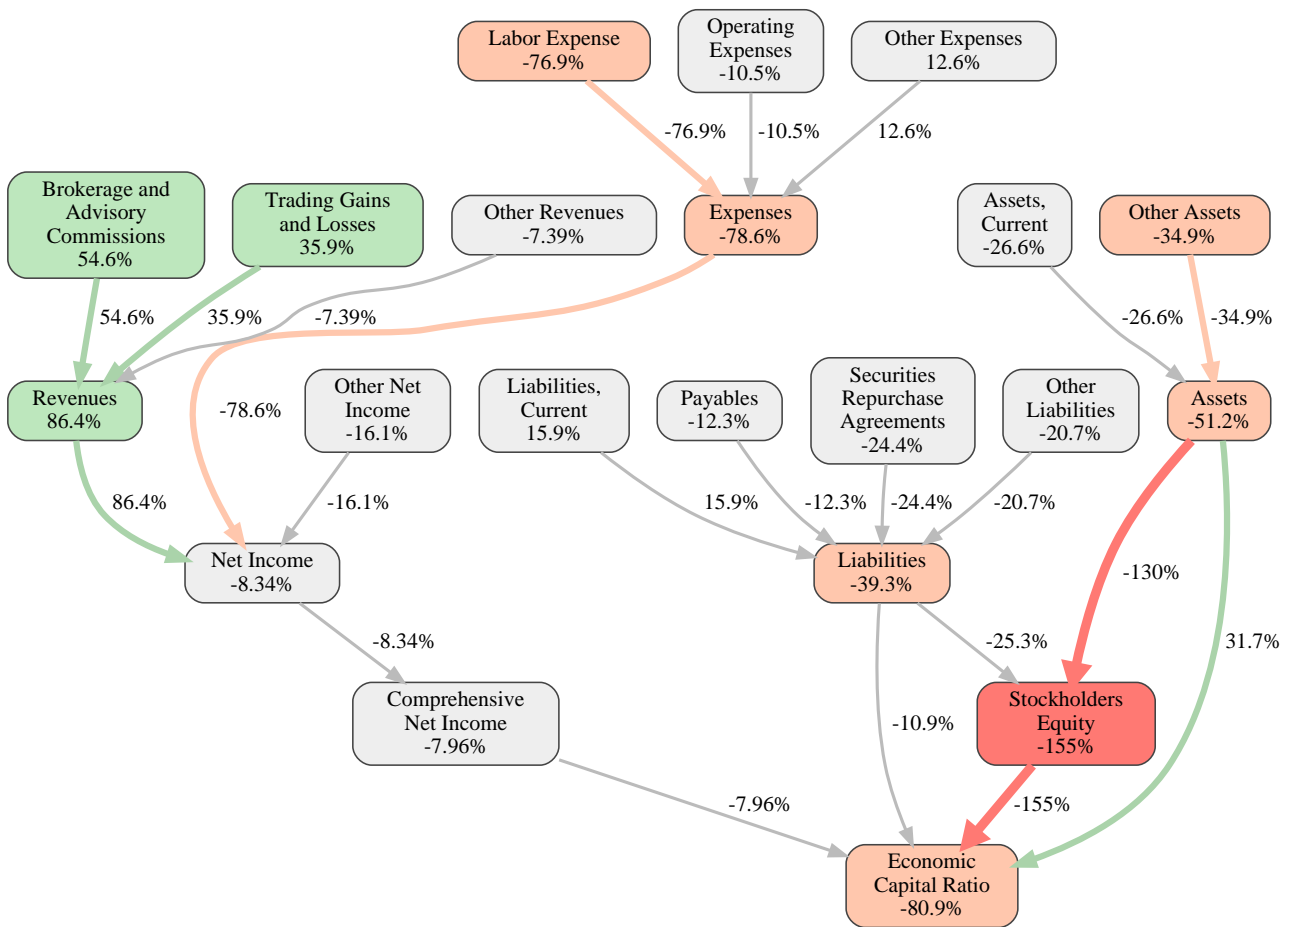 Labor Expense
-76.9%
Operating
Expenses
-10.5%
Other Expenses
12.6%
-76.9%
-10.5%
12.6%
Brokerage and
Advisory
Commissions
54.6%
Trading Gains
and Losses
35.9%
Other Revenues
-7.39%
Expenses
-78.6%
Assets,
Current
-26.6%
Other Assets
-34.9%
54.6%
35.9%
-7.39%
-26.6%
-34.9%
Revenues
86.4%
-78.6%
Other Net
Income
-16.1%
Liabilities,
Current
15.9%
Payables
-12.3%
Securities
Repurchase
Agreements
-24.4%
Other
Liabilities
-20.7%
Assets
-51.2%
86.4%
-16.1%
15.9%
-12.3%
-24.4%
-20.7%
Net Income
-8.34%
Liabilities
-39.3%
-130%
-8.34%
-25.3%
31.7%
Comprehensive
Net Income
-7.96%
-10.9%
Stockholders
Equity
-155%
-7.96%
-155%
Economic
Capital Ratio
-80.9%